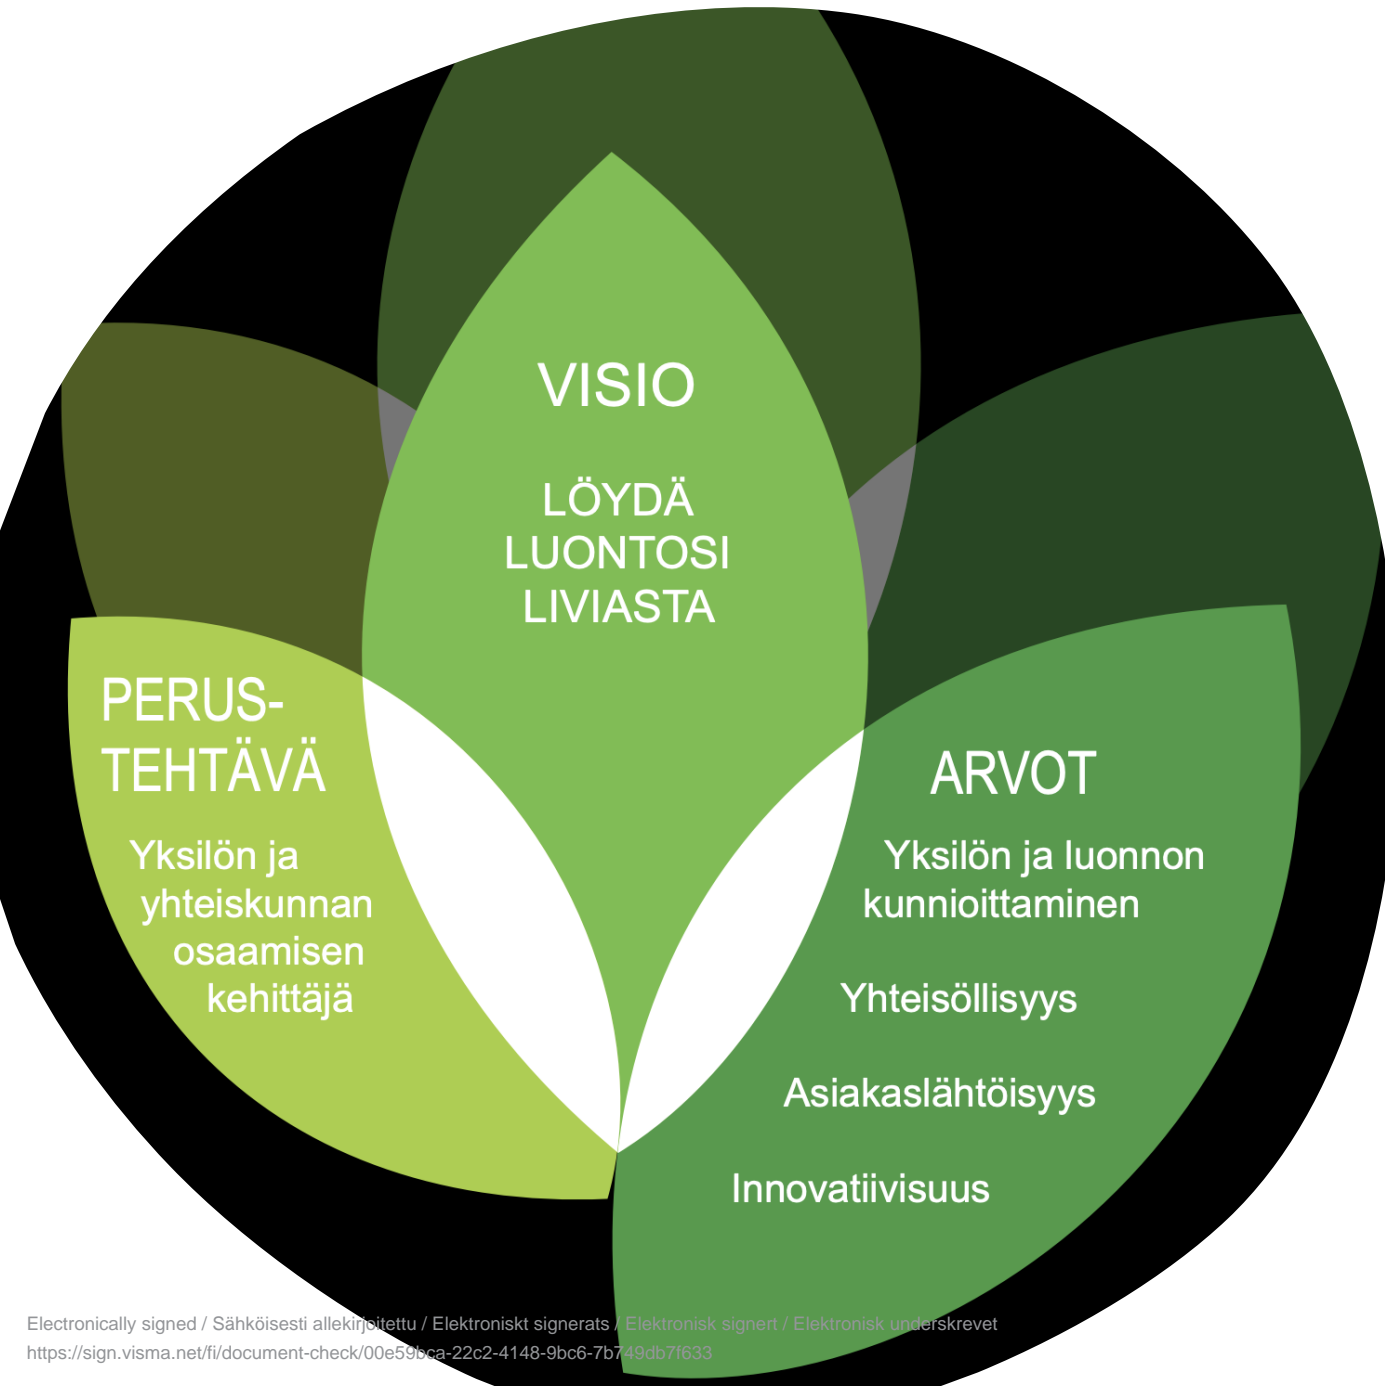 VISIO
LÖYDÄ
LUONTOSI
LIVIASTA
PERUS-
TEHTÄVÄ
Yksilön ja
yhteiskunnan
osaamisen
kehittäjä
ARVOT
Yksilön ja luonnon
kunnioittaminen
Yhteisöllisyys
Asiakaslähtöisyys
Innovatiivisuus
Electronically signed / Sähköisesti allekirjoitettu / Elektroniskt signerats / Elektronisk signert / Elektronisk underskrevet
https://sign.visma.net/fi/document-check/00e59bca-22c2-4148-9bc6-7b749db7f633